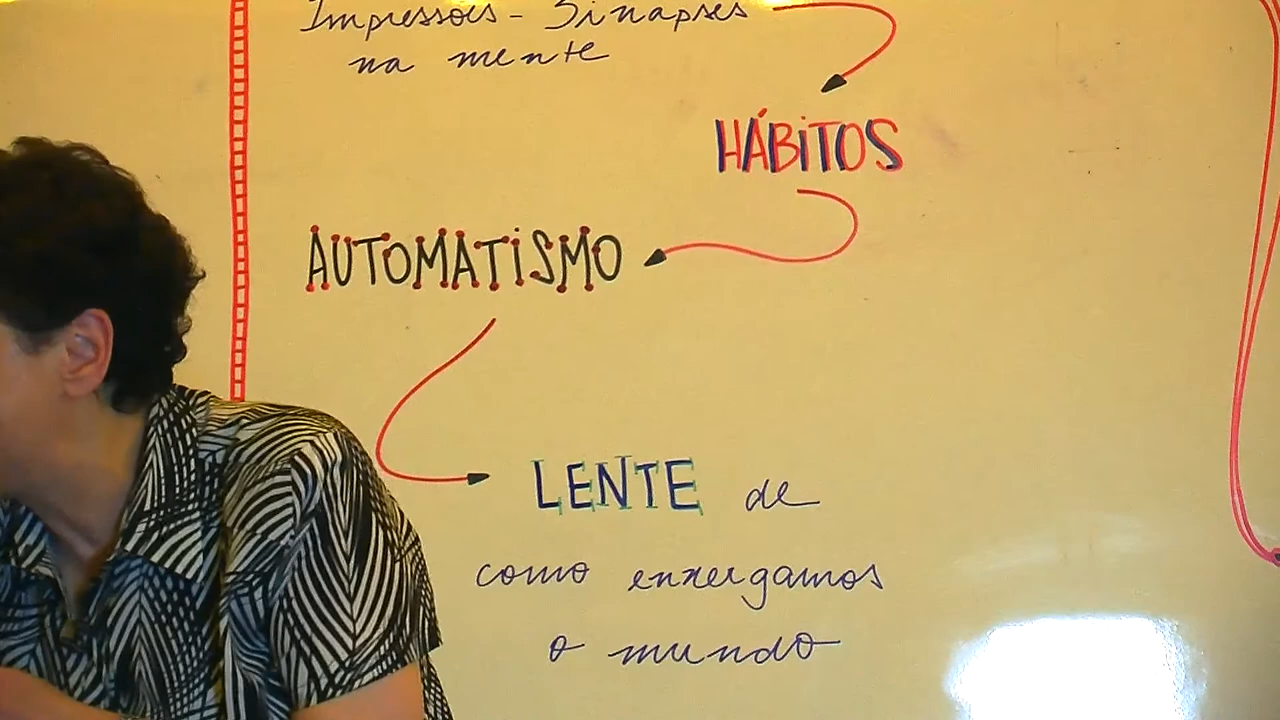 Impressões - Sinapses
na mente
HÁBiTOS
AUTOMATiSMO
LENTE de
como enxergamos
o mundo